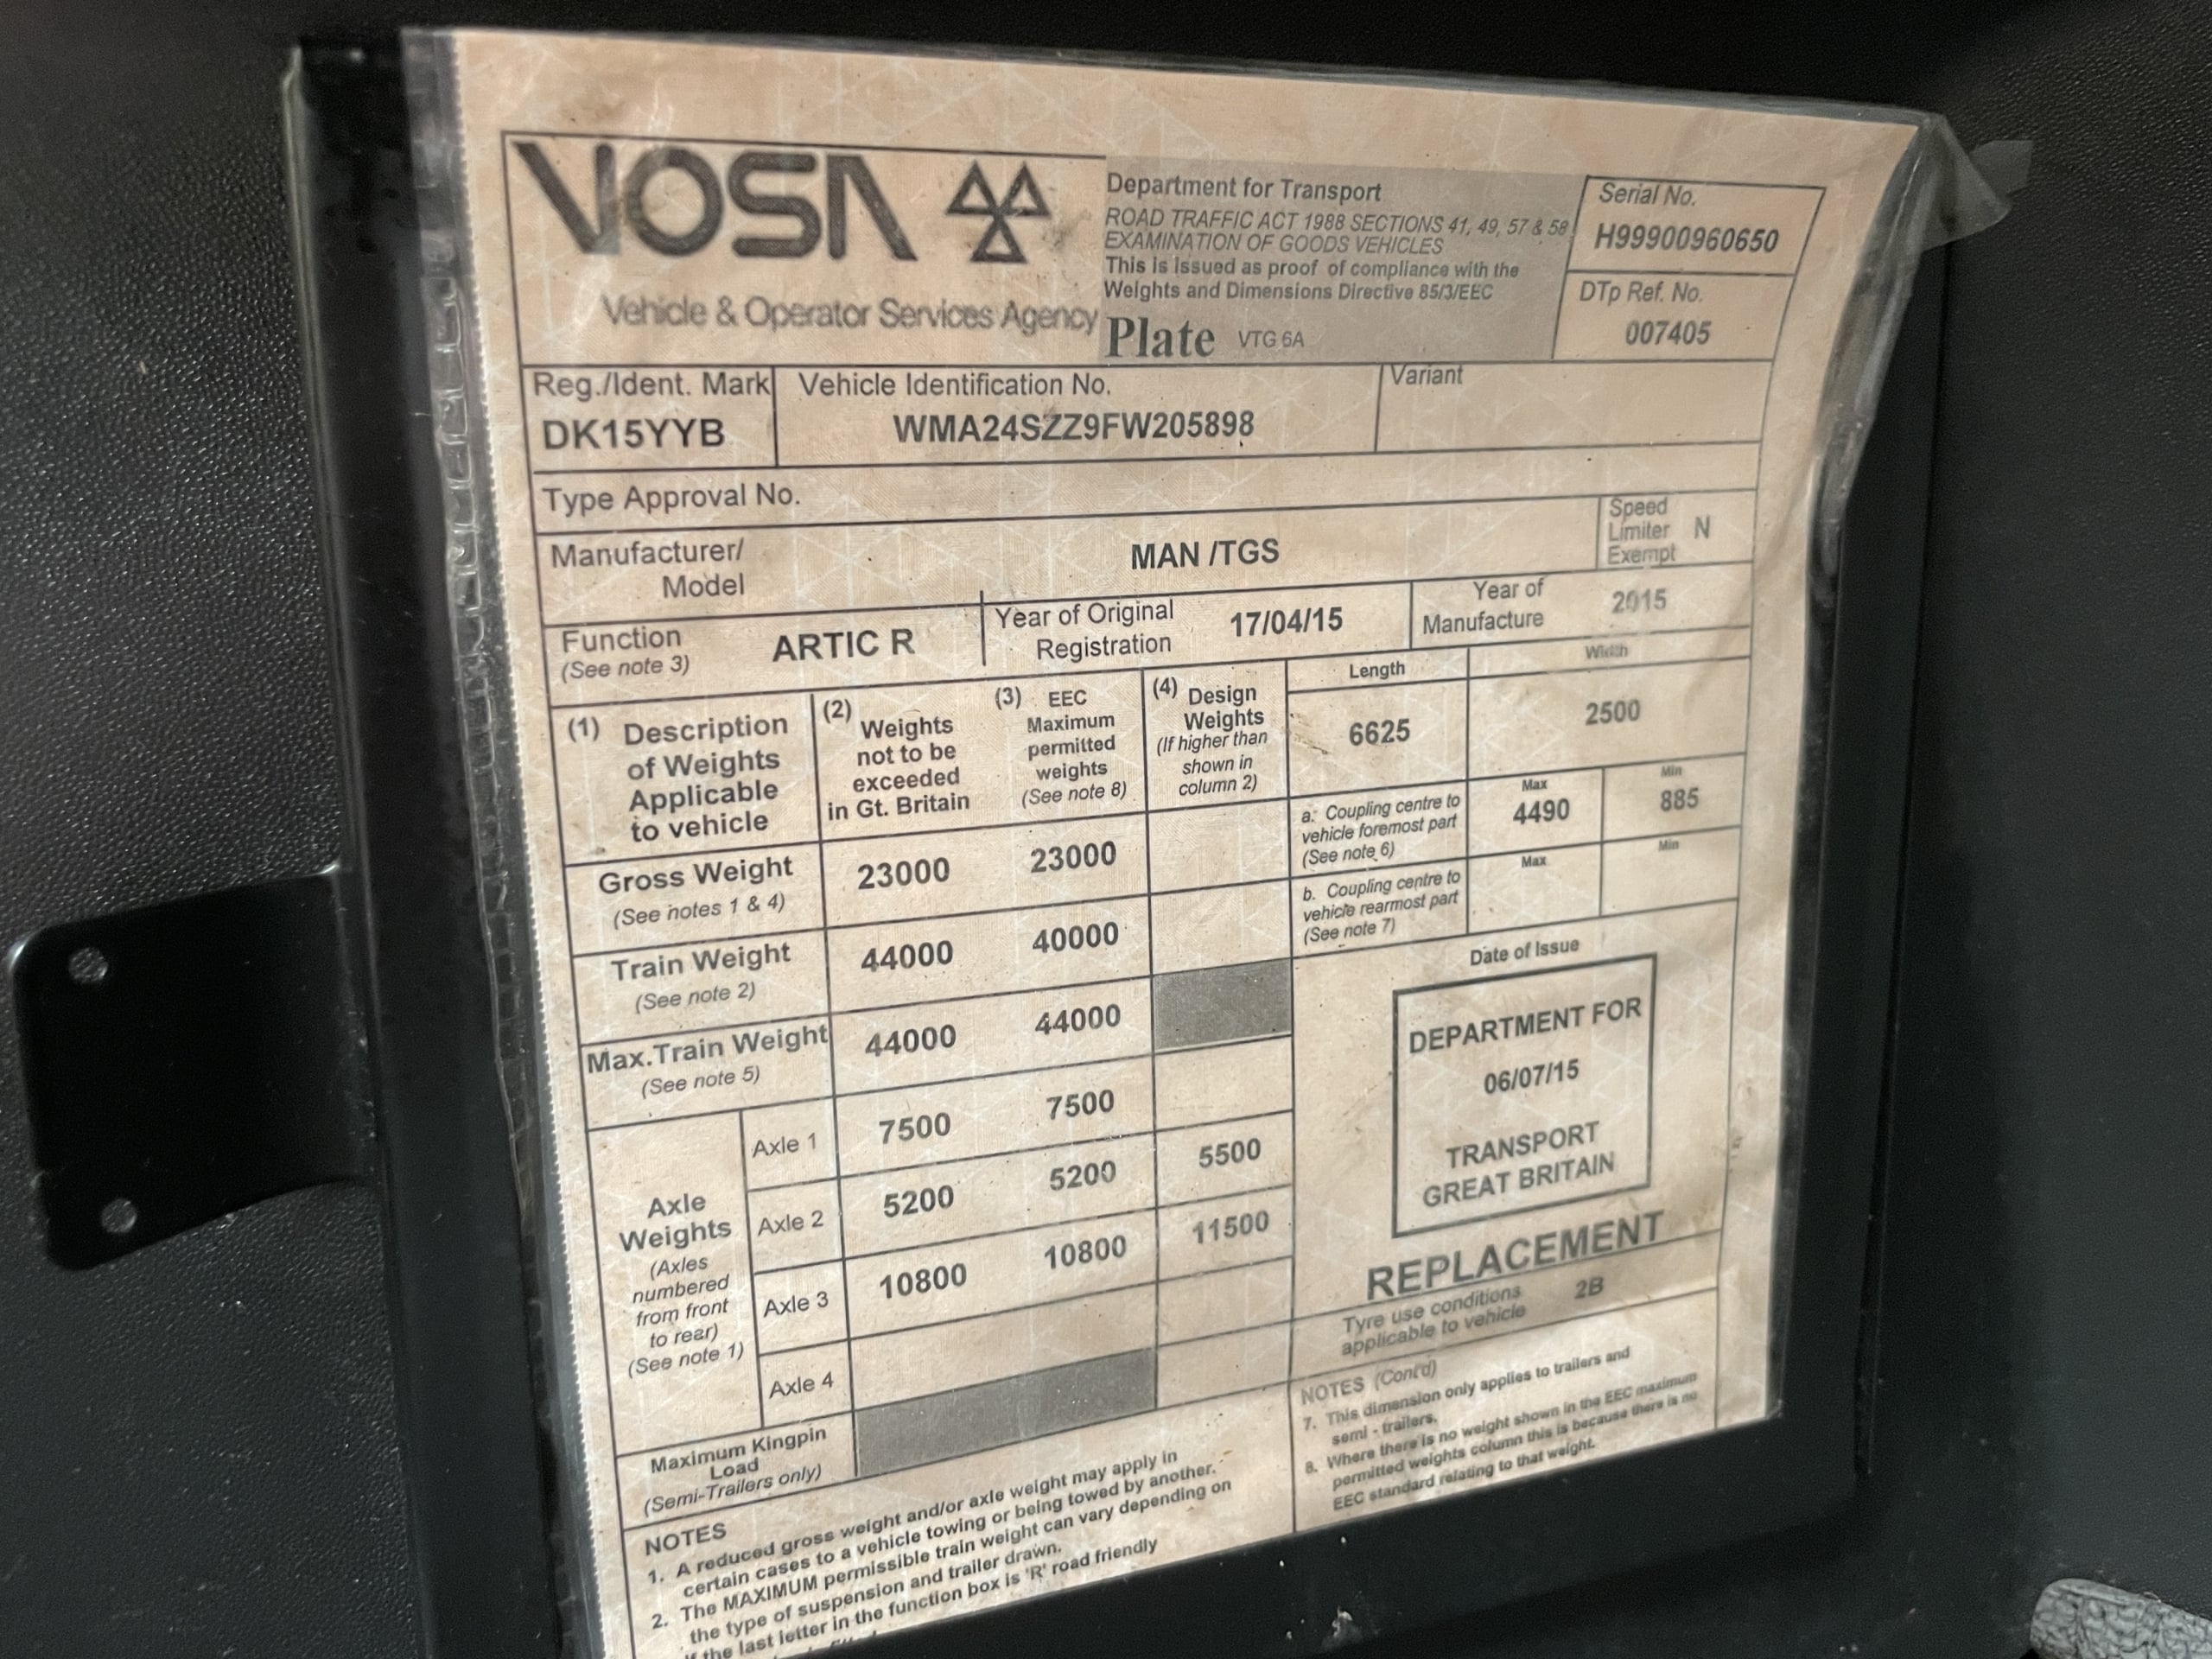 VOSA
Vehicle & Operator Services Agency
Department for Transport
ROAD TRAFFIC ACT 1988 SECTIONS 41, 49, 57 & 58
EXAMINATION OF GOODS VEHICLES
This is issued as proof of compliance with the
Weights and Dimensions Directive 85/3/EEC
Plate VTG 6A
Serial No.
H99900960650
DTp Ref. No.
007405
Reg./Ident. Mark
DK15YYB
Vehicle Identification No.
WMA24SZZ9FW205898
Variant
Type Approval No.
Manufacturer/
Model
MAN /TGS
Speed
Limiter N
Exempt
Function
(See note 3)
ARTIC R
Year of Original
Registration
17/04/15
Year of
Manufacture
2015
(1) Description
of Weights
Applicable
to vehicle
(2) Weights
not to be
exceeded
in Gt. Britain
(3) EEC
Maximum
permitted
weights
(See note 8)
(4) Design
Weights
(If higher than
shown in
column 2)
Length
6625
Width
2500
a. Coupling centre to
vehicle foremost part
(See note 6)
Max
4490
Min
885
b. Coupling centre to
vehicle rearmost part
(See note 7)
Max
Min
Gross Weight
(See notes 1 & 4)
23000 23000
Train Weight
(See note 2)
44000 40000
Max.Train Weight
(See note 5)
44000 44000
Axle
Weights
(Axles
numbered
from front
to rear)
(See note 1)
Axle 1 7500 7500
Axle 2 5200 5200 5500
Axle 3 10800 10800 11500
Axle 4
Maximum Kingpin
Load
(Semi-Trailers only)
Date of Issue
DEPARTMENT FOR
06/07/15
TRANSPORT
GREAT BRITAIN
REPLACEMENT
Tyre use conditions
applicable to vehicle
2B
NOTES
1. A reduced gross weight and/or axle weight may apply in
certain cases to a vehicle towing or being towed by another.
2. The MAXIMUM permissible train weight can vary depending on
the type of suspension and trailer drawn.
If the last letter in the function box is 'R' road friendly
NOTES (Cont'd)
7. This dimension only applies to trailers and
semi - trailers.
8. Where there is no weight shown in the EEC maximum
permitted weights column this is because there is no
EEC standard relating to that weight.